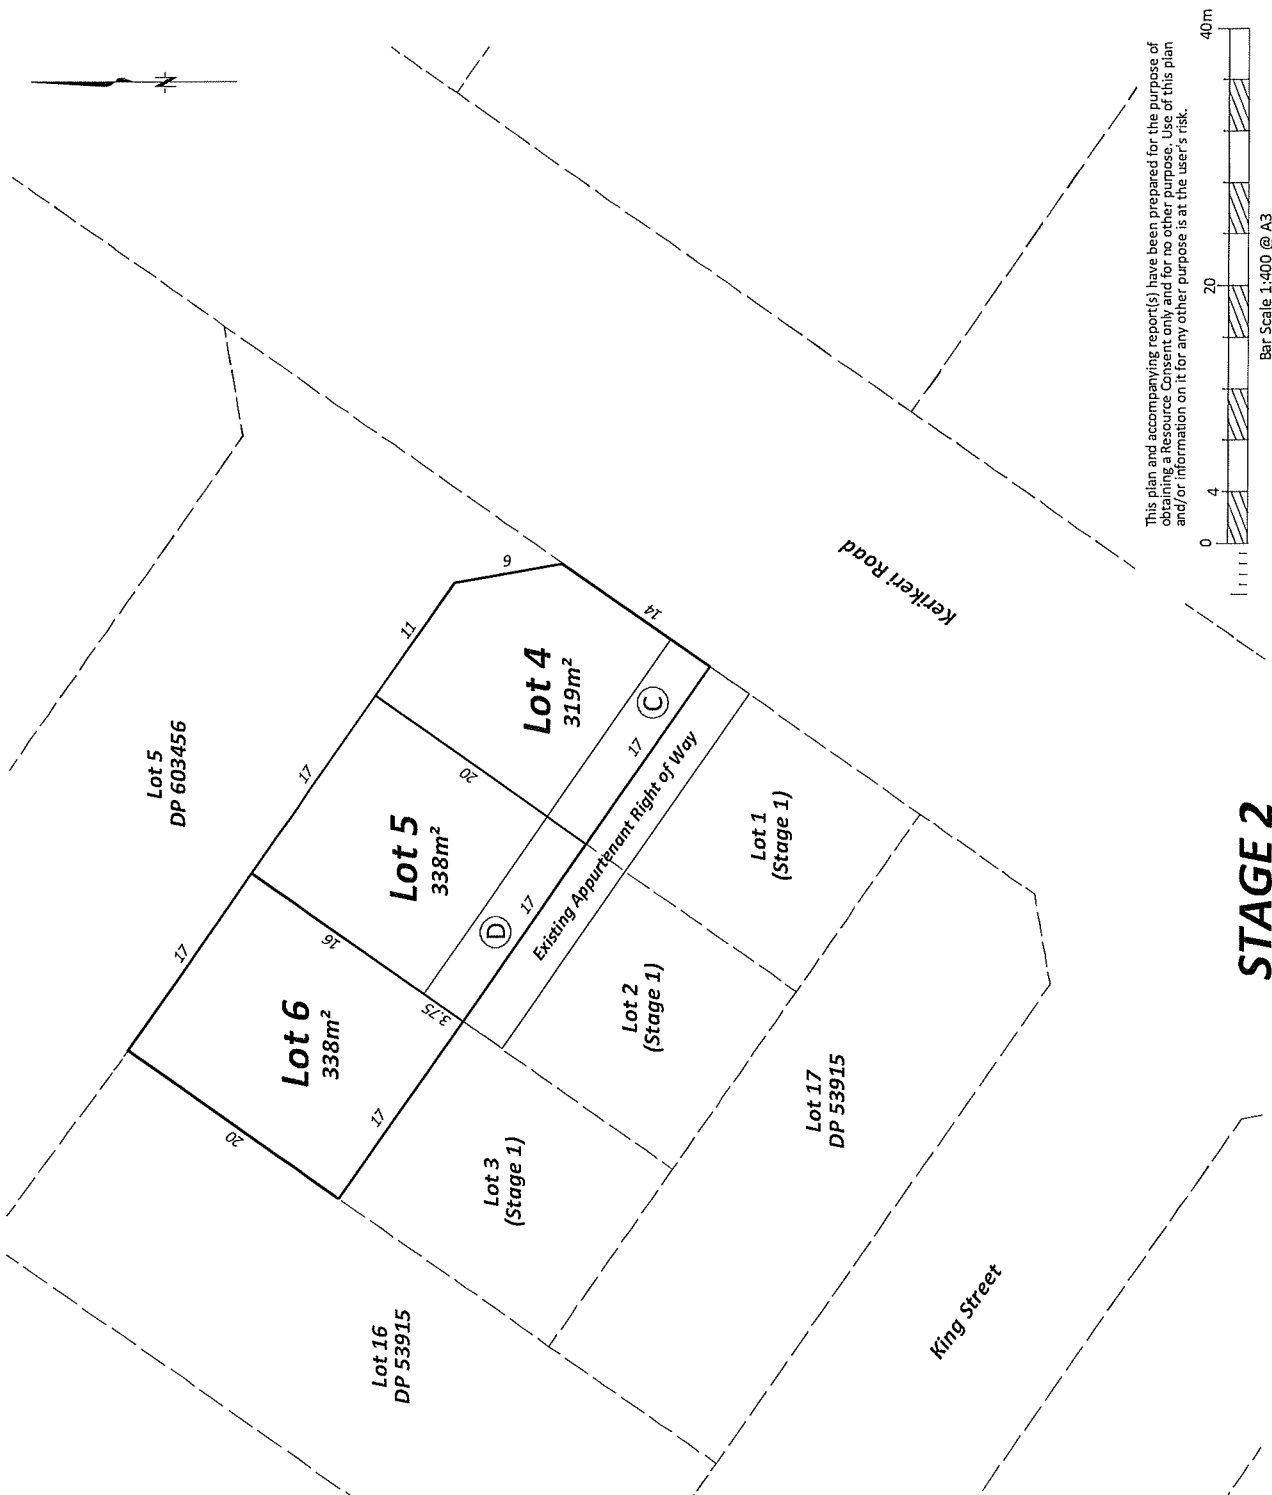 N
Lot 5
DP 603456
Lot 4
319m²
Lot 5
338m²
Lot 6
338m²
6
11
14
17
20
17
16
17
3.75
17
17
20
C
D
Existing Appurtenant Right of Way
Lot 1
(Stage 1)
Lot 2
(Stage 1)
Lot 3
(Stage 1)
Lot 17
DP 53915
Lot 16
DP 53915
Kerikeri Road
King Street
This plan and accompanying report(s) have been prepared for the purpose of
obtaining a Resource Consent only and for no other purpose. Use of this plan
and/or information on it for any other purpose is at the user's risk.
0 4 20 40m
Bar Scale 1:400 @ A3
STAGE 2